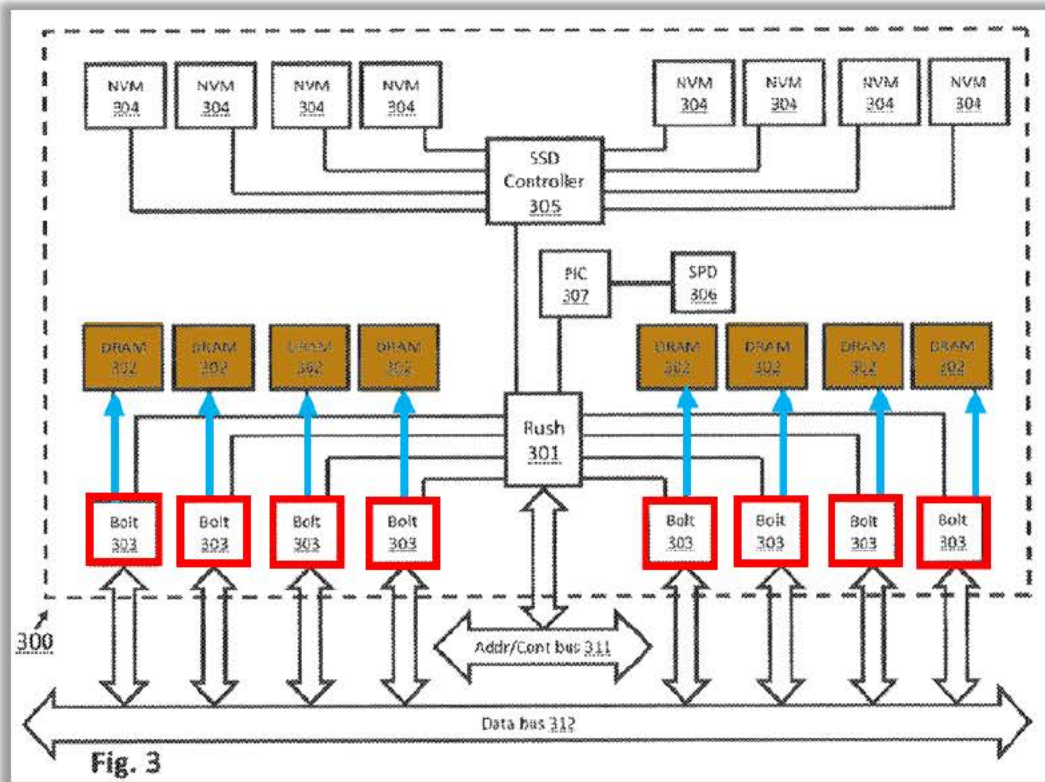 NVM NVM NVM NVM NVM NVM NVM NVM
304 304 304 304 304 304 304 304
SSD
Controller
305
PIC SPD
307 306
DRAM DRAM DRAM DRAM DRAM DRAM DRAM DRAM
302 302 302 302 302 302 302 302
Rush
301
Bolt Bolt Bolt Bolt Bolt Bolt Bolt Bolt
303 303 303 303 303 303 303 303
300
Addr/Cont bus 311
Data bus 312
Fig. 3